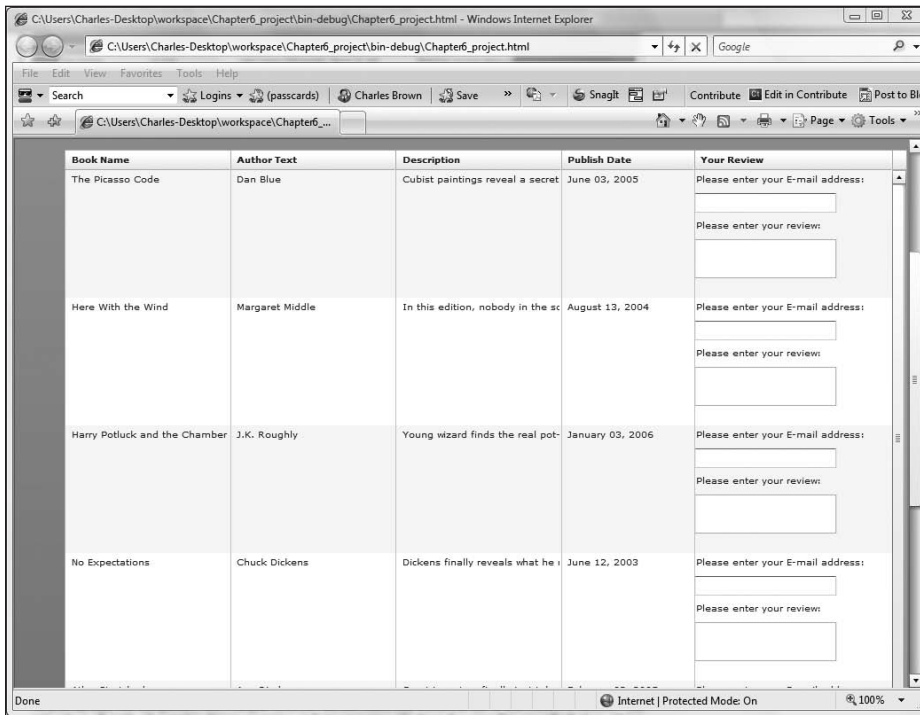 C:\Users\Charles-Desktop\workspace\Chapter6_project\bin-debug\Chapter6_project.html - Windows Internet Explorer
C:\Users\Charles-Desktop\workspace\Chapter6_project\bin-debug\Chapter6_project.html Google
File Edit View Favorites Tools Help
Search Logins (passcards) Charles Brown Save » SnagIt Contribute Edit in Contribute Post to Bl
C:\Users\Charles-Desktop\workspace\Chapter6_... Page Tools »
Book Name Author Text Description Publish Date Your Review
The Picasso Code Dan Blue Cubist paintings reveal a secret June 03, 2005 Please enter your E-mail address:
Please enter your review:
Here With the Wind Margaret Middle In this edition, nobody in the sc August 13, 2004 Please enter your E-mail address:
Please enter your review:
Harry Potluck and the Chamber J.K. Roughly Young wizard finds the real pot- January 03, 2006 Please enter your E-mail address:
Please enter your review:
No Expectations Chuck Dickens Dickens finally reveals what he June 12, 2003 Please enter your E-mail address:
Please enter your review:
Done Internet | Protected Mode: On 100%